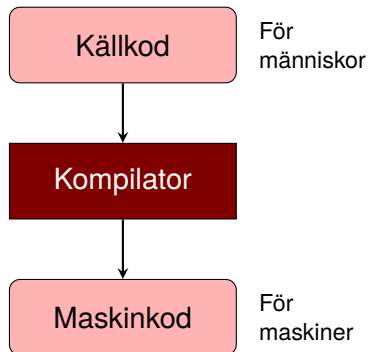 Källkod
För
människor
Kompilator
Maskinkod
För
maskiner